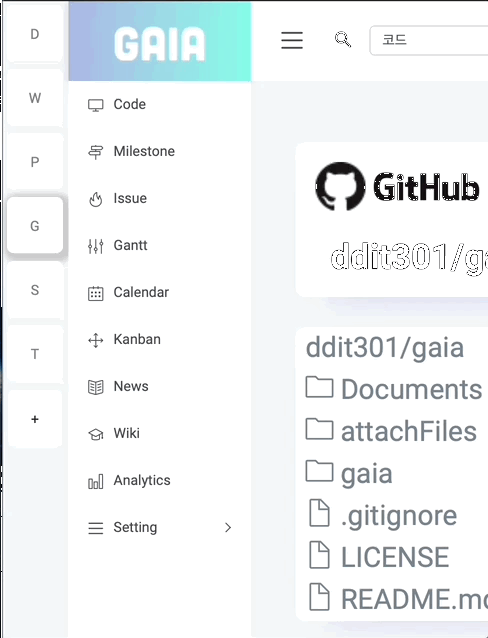 D
W
P
G
S
T
+
GAIA
Code
Milestone
Issue
Gantt
Calendar
Kanban
News
Wiki
Analytics
Setting
코드
GitHub
ddit301/ga
ddit301/gaia
Documents
attachFiles
gaia
.gitignore
LICENSE
README.md